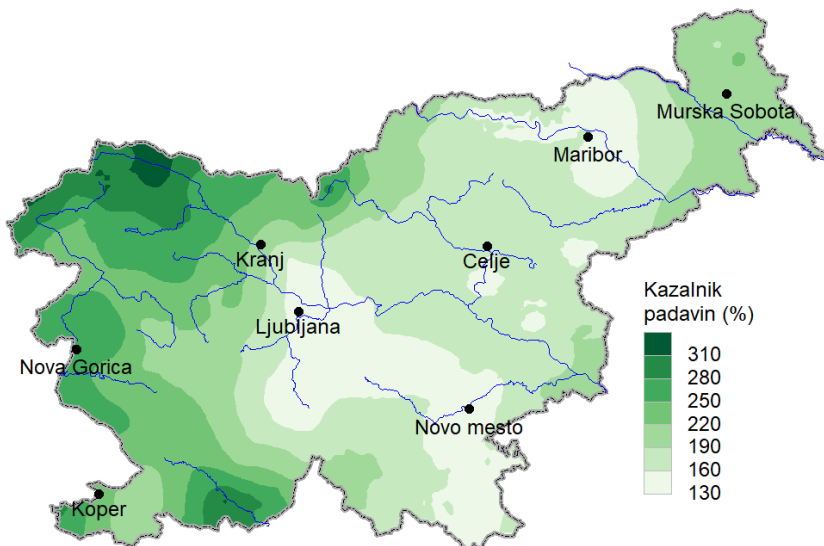 Murska Sobota
Maribor
Kranj
Celje
Kazalnik
padavin (%)
Ljubljana
310
Nova Gorica
280
250
220
Novo mesto
190
160
130
Koper